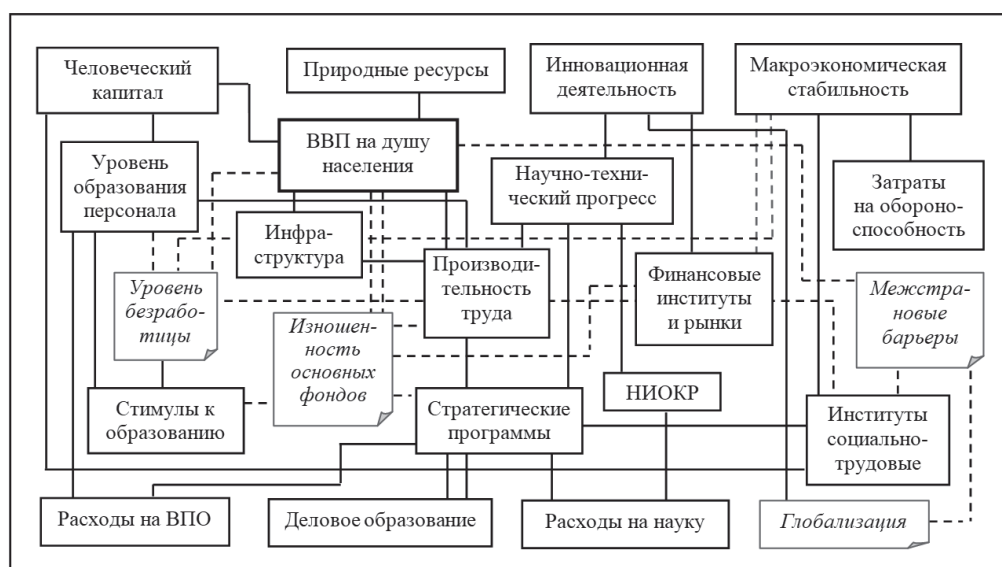 Человеческий
капитал
Природные ресурсы
Инновационная
деятельность
Макроэкономическая
стабильность
ВВП на душу
населения
Уровень
образования
персонала
Научно-техни-
ческий прогресс
Затраты
на обороно-
способность
Инфра-
структура
Производи-
тельность
труда
Финансовые
институты
и рынки
Уровень
безрабо-
тицы
Изношен-
ность
основных
фондов
Межстра-
новые
барьеры
Стимулы к
образованию
Стратегические
программы
НИОКР
Институты
социально-
трудовые
Расходы на ВПО
Деловое образование
Расходы на науку
Глобализация